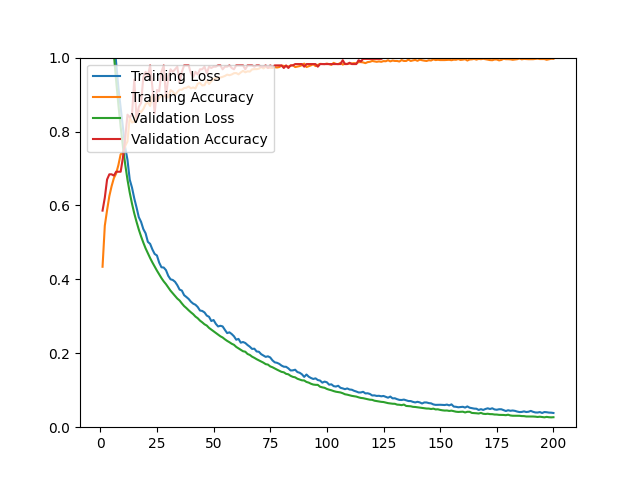 1.0
0.8
0.6
0.4
0.2
0.0
Training Loss
Training Accuracy
Validation Loss
Validation Accuracy
0 25 50 75 100 125 150 175 200